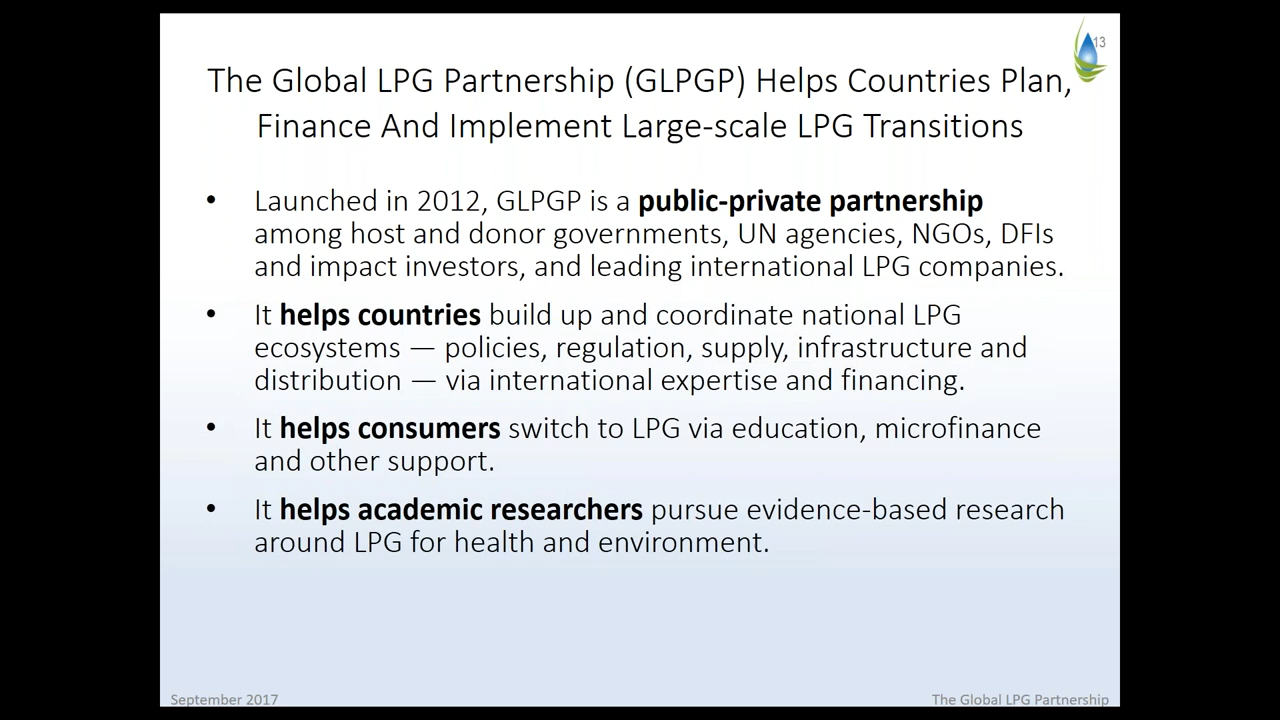 13
The Global LPG Partnership (GLPGP) Helps Countries Plan,
Finance And Implement Large-scale LPG Transitions
• Launched in 2012, GLPGP is a public-private partnership
among host and donor governments, UN agencies, NGOs, DFIs
and impact investors, and leading international LPG companies.
• It helps countries build up and coordinate national LPG
ecosystems — policies, regulation, supply, infrastructure and
distribution — via international expertise and financing.
• It helps consumers switch to LPG via education, microfinance
and other support.
• It helps academic researchers pursue evidence-based research
around LPG for health and environment.
September 2017
The Global LPG Partnership